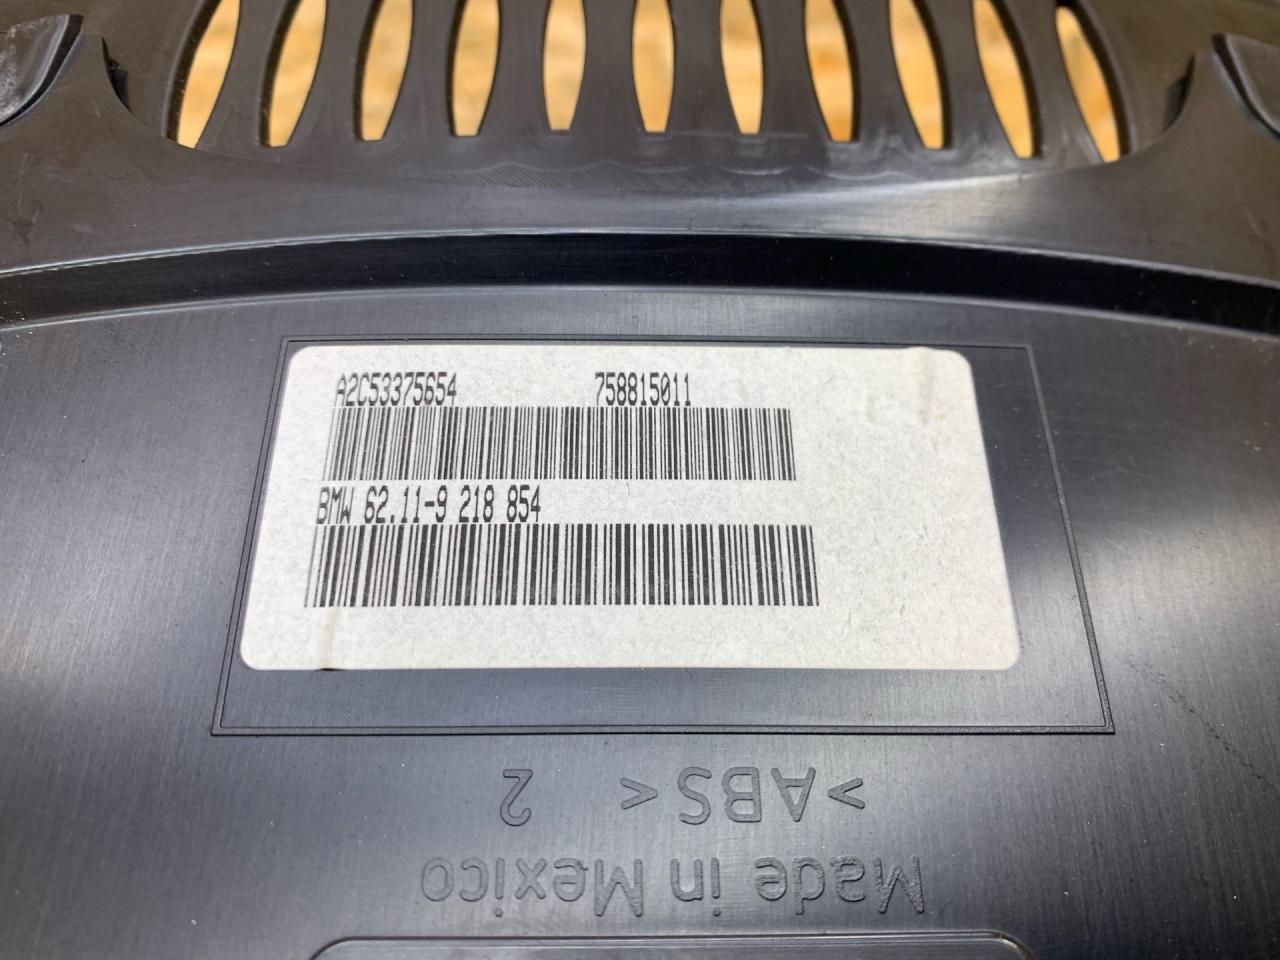 A2C53375654 758815011
BMW 62.11-9 218 854
>ABS< 2
Made in Mexico